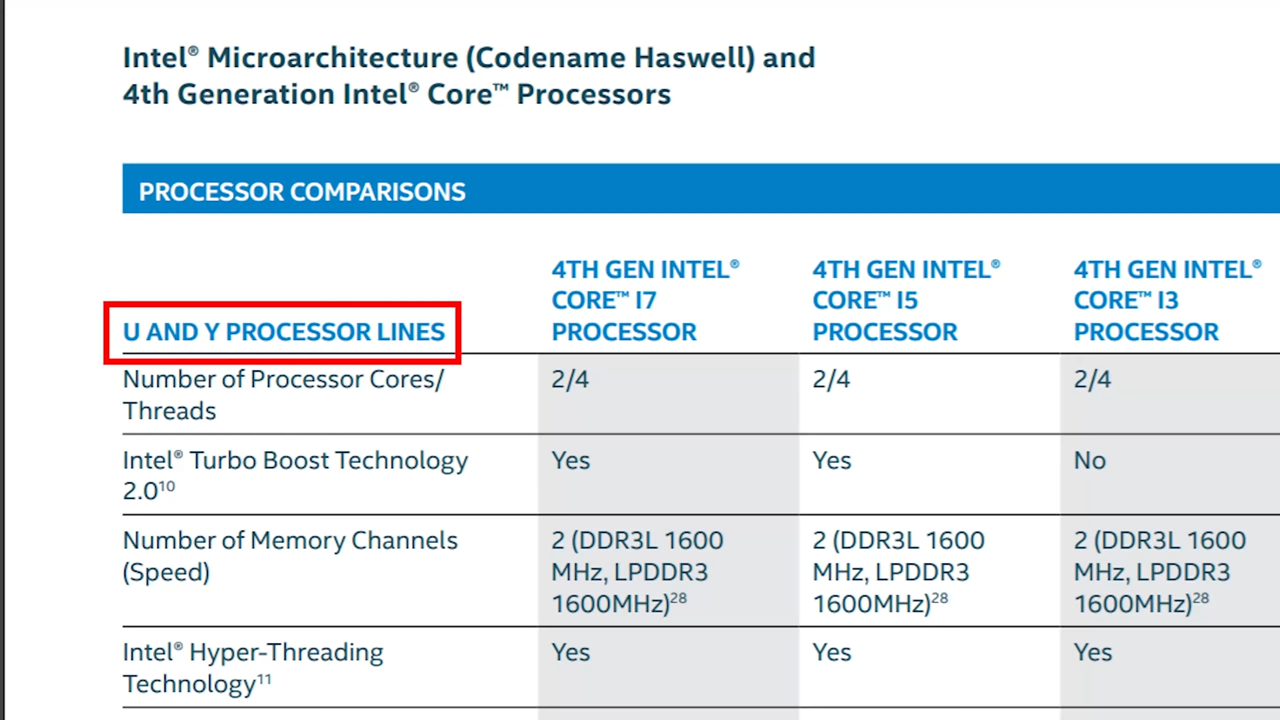 Intel® Microarchitecture (Codename Haswell) and
4th Generation Intel® Core™ Processors
PROCESSOR COMPARISONS
U AND Y PROCESSOR LINES
4TH GEN INTEL®
CORE™ I7
PROCESSOR
4TH GEN INTEL®
CORE™ I5
PROCESSOR
4TH GEN INTEL®
CORE™ I3
PROCESSOR
Number of Processor Cores/
Threads
2/4
2/4
2/4
Intel® Turbo Boost Technology
2.0¹⁰
Yes
Yes
No
Number of Memory Channels
(Speed)
2 (DDR3L 1600
MHz, LPDDR3
1600MHz)²⁸
2 (DDR3L 1600
MHz, LPDDR3
1600MHz)²⁸
2 (DDR3L 1600
MHz, LPDDR3
1600MHz)²⁸
Intel® Hyper-Threading
Technology¹¹
Yes
Yes
Yes